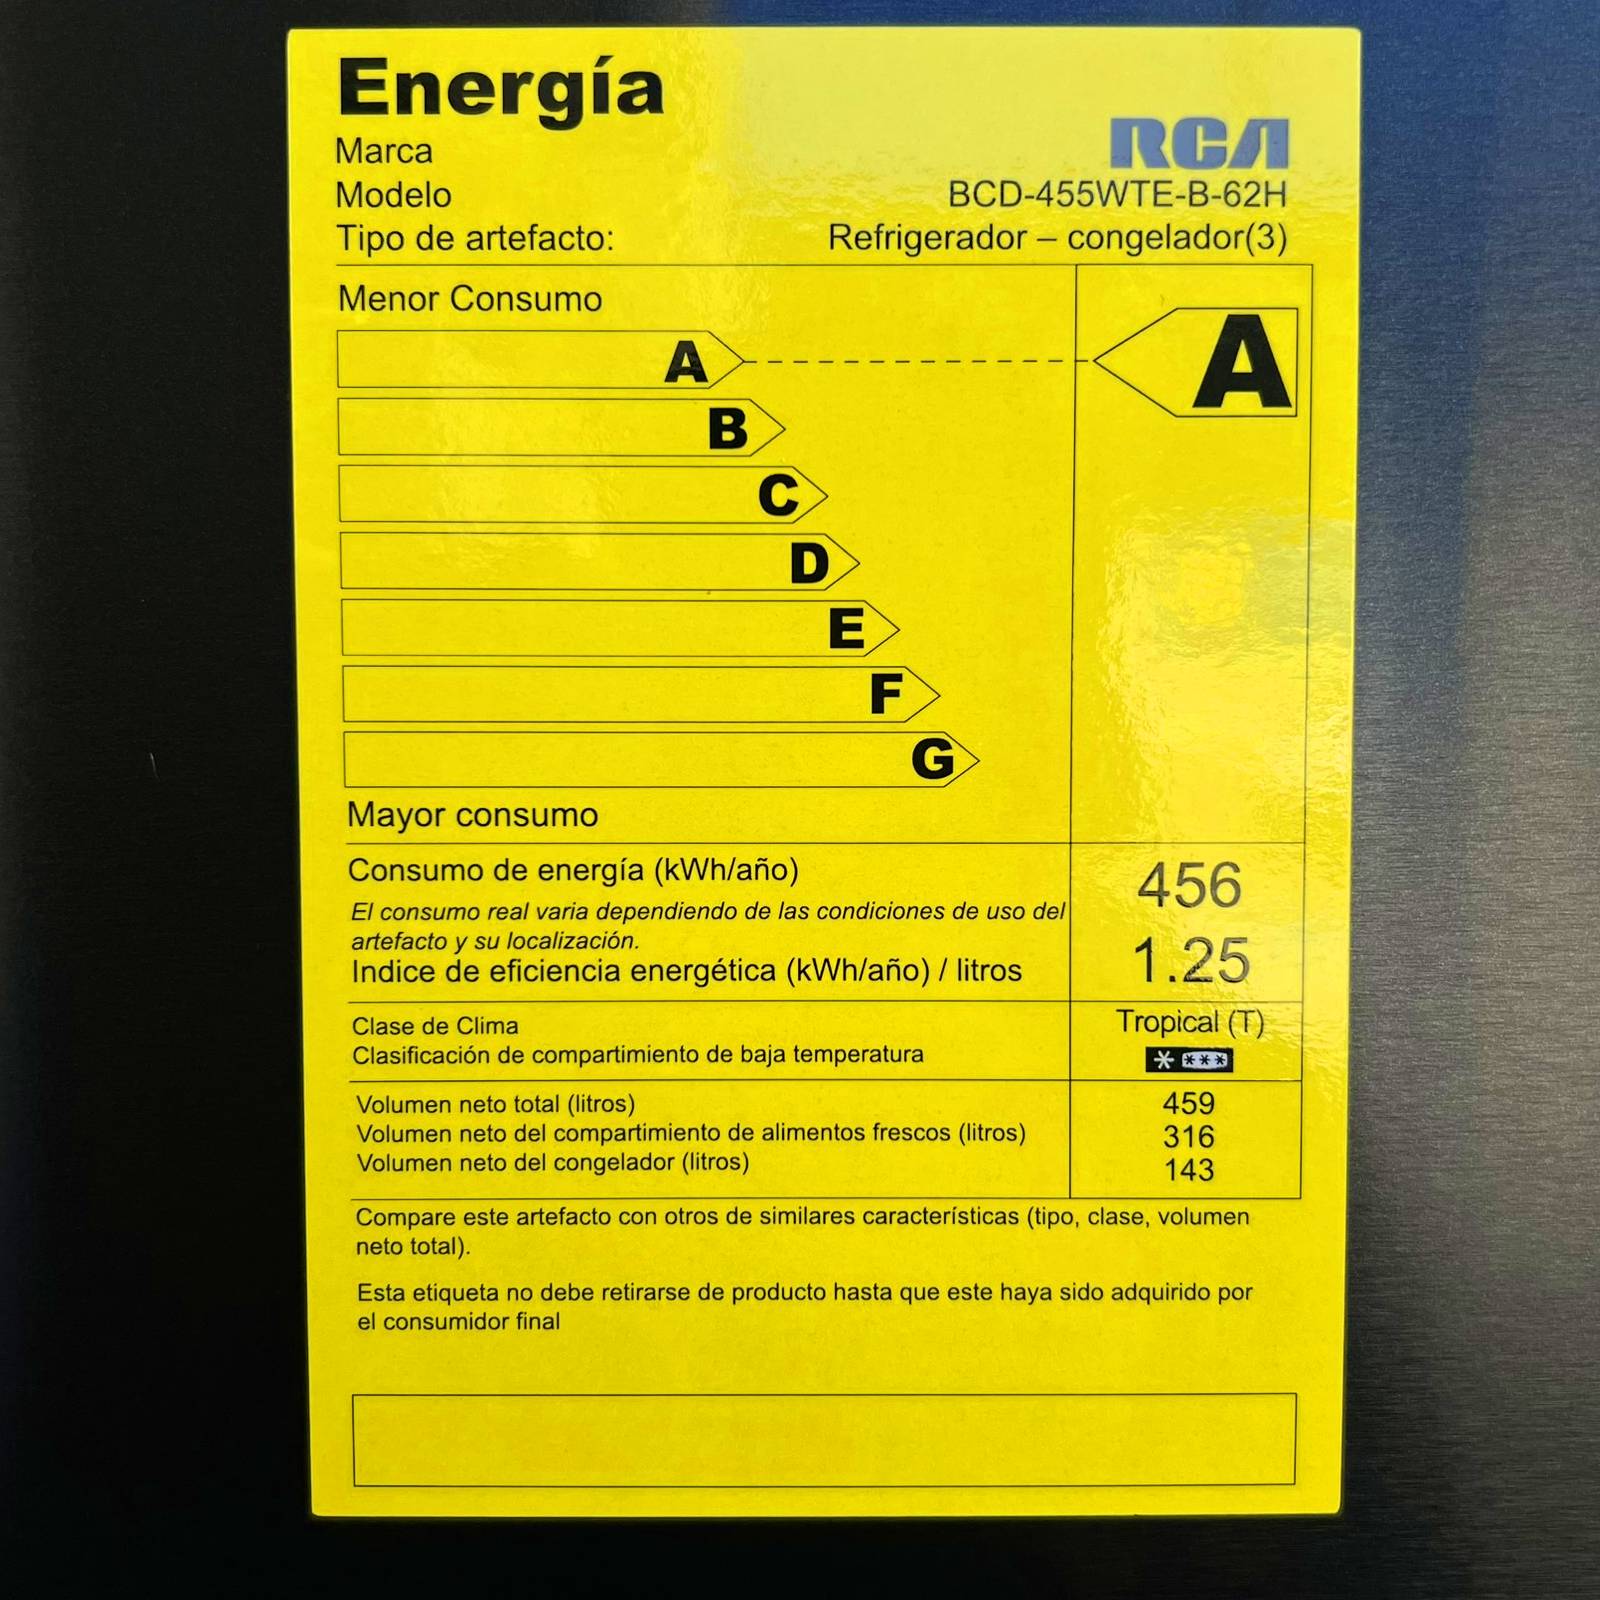 Energía
Marca RCA
Modelo BCD-455WTE-B-62H
Tipo de artefacto: Refrigerador – congelador(3)
Menor Consumo
A A
B
C
D
E
F
G
Mayor consumo
Consumo de energía (kWh/año) 456
El consumo real varia dependiendo de las condiciones de uso del
artefacto y su localización.
Indice de eficiencia energética (kWh/año) / litros 1.25
Clase de Clima Tropical (T)
Clasificación de compartimiento de baja temperatura * ***
Volumen neto total (litros) 459
Volumen neto del compartimiento de alimentos frescos (litros) 316
Volumen neto del congelador (litros) 143
Compare este artefacto con otros de similares características (tipo, clase, volumen
neto total).
Esta etiqueta no debe retirarse de producto hasta que este haya sido adquirido por
el consumidor final